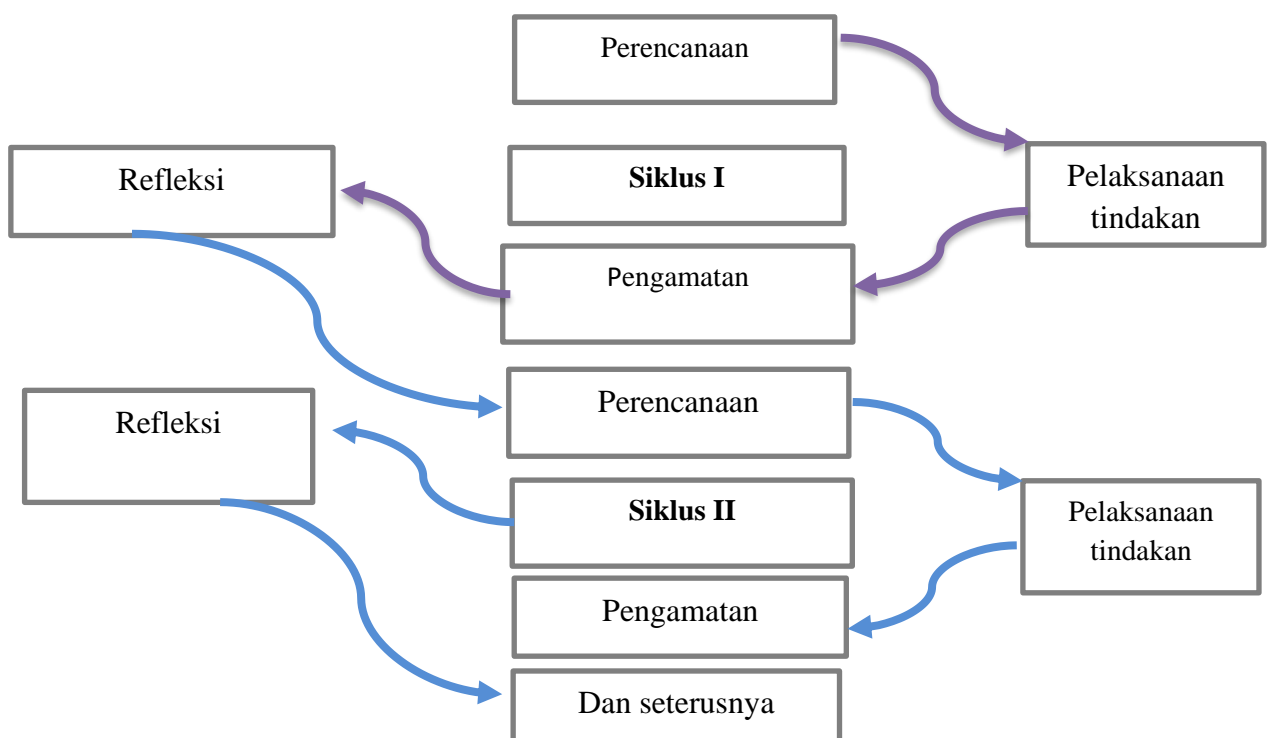 Perencanaan
Refleksi
Siklus I
Pelaksanaan
tindakan
Pengamatan
Perencanaan
Refleksi
Siklus II
Pelaksanaan
tindakan
Pengamatan
Dan seterusnya